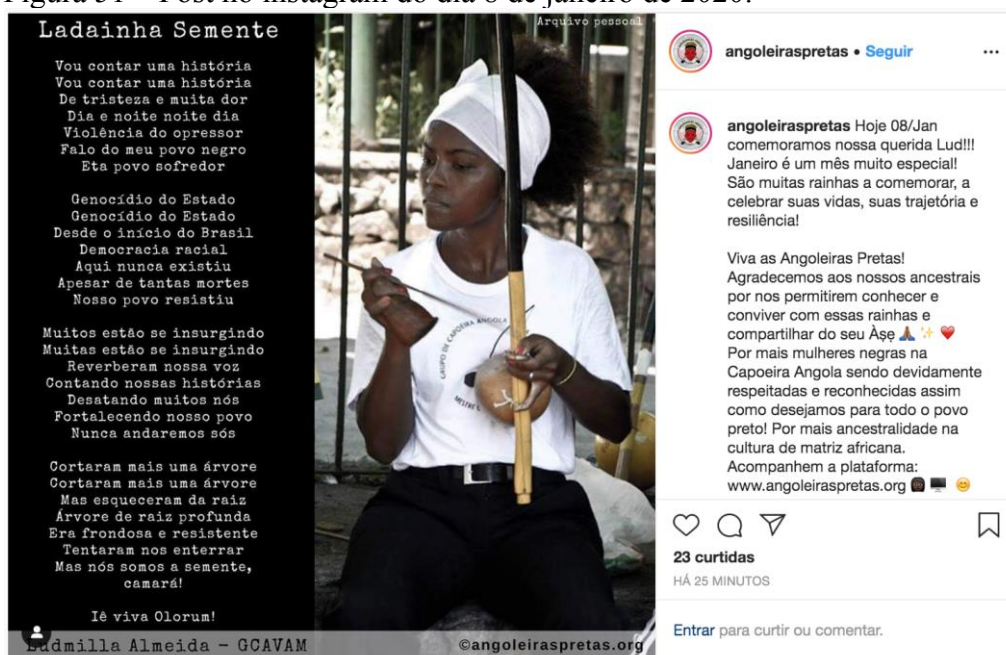 Figura 31 – Post no Instagram do dia 8 de janeiro de 2020.
Arquivo pessoal
Ladainha Semente
Vou contar uma história
Vou contar uma história
De tristeza e muita dor
Dia e noite noite dia
Violência do opressor
Falo do meu povo negro
Eta povo sofredor
Genocídio do Estado
Genocídio do Estado
Desde o início do Brasil
Democracia racial
Aqui nunca existiu
Apesar de tantas mortes
Nosso povo resistiu
Muitos estão se insurgindo
Muitas estão se insurgindo
Reverberam nossa voz
Contando nossas histórias
Desatando muitos nós
Fortalecendo nosso povo
Nunca andaremos sós
Cortaram mais uma árvore
Cortaram mais uma árvore
Mas esqueceram da raiz
Árvore de raiz profunda
Era frondosa e resistente
Tentaram nos enterrar
Mas nós somos a semente,
camará!
Iê viva Olorum!
Ludmilla Almeida - GCAVAM
©angoleiraspretas.org
GRUPO DE CAPOEIRA ANGOLA
angoleiraspretas • Seguir
angoleiraspretas Hoje 08/Jan
comemoramos nossa querida Lud!!!
Janeiro é um mês muito especial!
São muitas rainhas a comemorar, a
celebrar suas vidas, suas trajetória e
resiliência!
Viva as Angoleiras Pretas!
Agradecemos aos nossos ancestrais
por nos permitirem conhecer e
conviver com essas rainhas e
compartilhar do seu Àṣẹ 🙏🏾 ✨ ❤️
Por mais mulheres negras na
Capoeira Angola sendo devidamente
respeitadas e reconhecidas assim
como desejamos para todo o povo
preto! Por mais ancestralidade na
cultura de matriz africana.
Acompanhem a plataforma:
www.angoleiraspretas.org
23 curtidas
HÁ 25 MINUTOS
Entrar para curtir ou comentar.